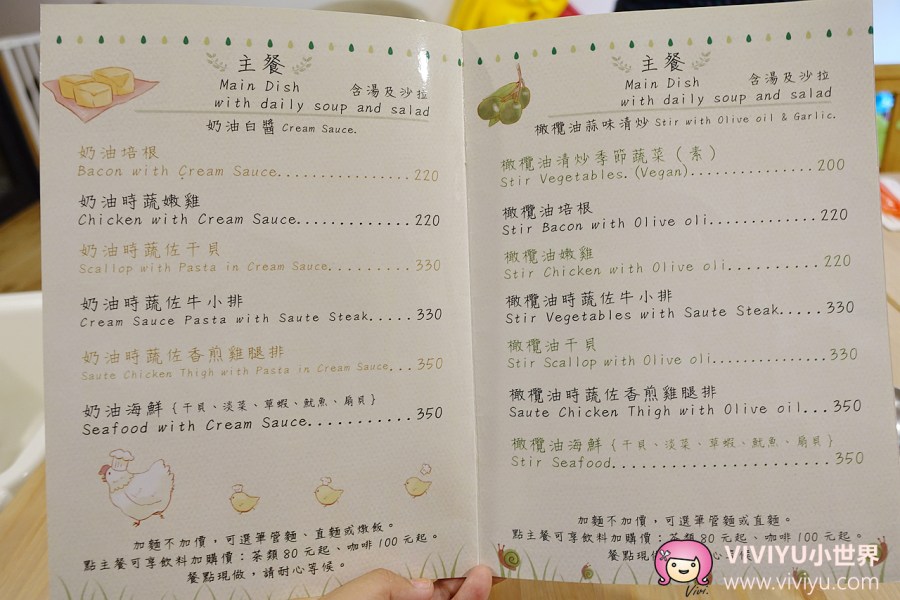 主餐
Main Dish 含湯及沙拉
with daily soup and salad
奶油白醬 Cream Sauce.
奶油培根
Bacon with Cream Sauce................220
奶油時蔬嫩雞
Chicken with Cream Sauce..............220
奶油時蔬佐干貝
Scallop with Pasta in Cream Sauce..........330
奶油時蔬佐牛小排
Cream Sauce Pasta with Saute Steak.....330
奶油時蔬佐香煎雞腿排
Saute Chicken Thigh with Pasta in Cream Sauce...350
奶油海鮮{干貝、淡菜、草蝦、魷魚、扇貝}
Seafood with Cream Sauce...........350
加麵不加價,可選筆管麵、直麵或燉飯。
點主餐可享飲料加購價:茶類80元起、咖啡100元起。
餐點現做,請耐心等候。
主餐
Main Dish 含湯及沙拉
with daily soup and salad
橄欖油蒜味清炒 Stir with Olive oil & Garlic.
橄欖油清炒季節蔬菜(素)
Stir Vegetables. (Vegan)................200
橄欖油培根
Stir Bacon with Olive oli.............220
橄欖油嫩雞
Stir Chicken with Olive oli...........220
橄欖油時蔬佐牛小排
Stir Vegetables with Saute Steak.....330
橄欖油干貝
Stir Scallop with Olive oli..............330
橄欖油時蔬佐香煎雞腿排
Saute Chicken Thigh with Olive oil...350
橄欖油海鮮{干貝、淡菜、草蝦、魷魚、扇貝}
Stir Seafood.........................350
加麵不加價,可選筆管麵或直麵。
點主餐可享飲料加購價:茶類80元起、咖啡100元起。
餐點現做 心等候
Vivi.
VIVIYU小世界
www.viviyu.com